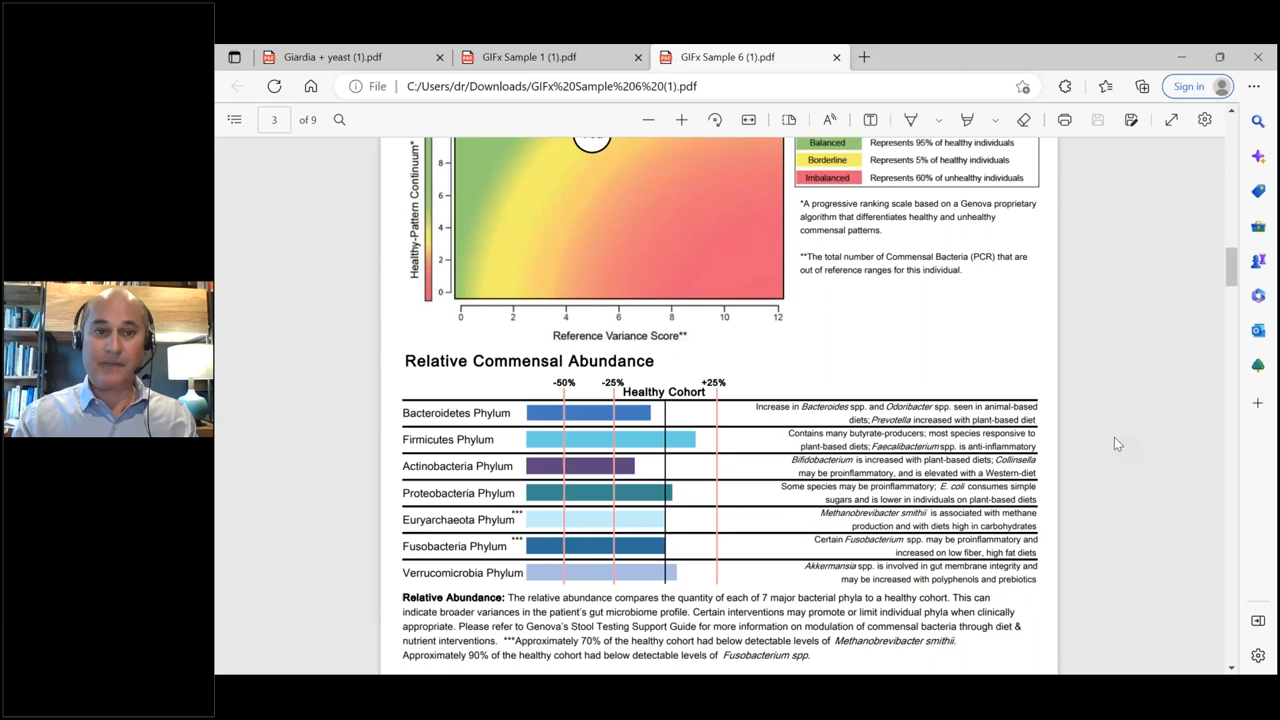 Giardia + yeast (1).pdf
GIFx Sample 1 (1).pdf
GIFx Sample 6 (1).pdf
File
C:/Users/dr/Downloads/GIFx%20Sample%206%20(1).pdf
Sign in
3 of 9
Healthy-Pattern Continuum*
8
6
4
2
0
0 2 4 6 8 10 12
Reference Variance Score**
Balanced Represents 95% of healthy individuals
Borderline Represents 5% of healthy individuals
Imbalanced Represents 60% of unhealthy individuals
*A progressive ranking scale based on a Genova proprietary
algorithm that differentiates healthy and unhealthy
commensal patterns.
**The total number of Commensal Bacteria (PCR) that are
out of reference ranges for this individual.
Relative Commensal Abundance
-50% -25% +25%
Healthy Cohort
Bacteroidetes Phylum
Increase in Bacteroides spp. and Odoribacter spp. seen in animal-based
diets; Prevotella increased with plant-based diet
Firmicutes Phylum
Contains many butyrate-producers; most species responsive to
plant-based diets; Faecalibacterium spp. is anti-inflammatory
Actinobacteria Phylum
Bifidobacterium is increased with plant-based diets; Collinsella
may be proinflammatory, and is elevated with a Western-diet
Proteobacteria Phylum
Some species may be proinflammatory; E. coli consumes simple
sugars and is lower in individuals on plant-based diets
Euryarchaeota Phylum***
Methanobrevibacter smithii is associated with methane
production and with diets high in carbohydrates
Fusobacteria Phylum ***
Certain Fusobacterium spp. may be proinflammatory and
increased on low fiber, high fat diets
Verrucomicrobia Phylum
Akkermansia spp. is involved in gut membrane integrity and
may be increased with polyphenols and prebiotics
Relative Abundance: The relative abundance compares the quantity of each of 7 major bacterial phyla to a healthy cohort. This can
indicate broader variances in the patient's gut microbiome profile. Certain interventions may promote or limit individual phyla when clinically
appropriate. Please refer to Genova's Stool Testing Support Guide for more information on modulation of commensal bacteria through diet &
nutrient interventions. ***Approximately 70% of the healthy cohort had below detectable levels of Methanobrevibacter smithii.
Approximately 90% of the healthy cohort had below detectable levels of Fusobacterium spp.